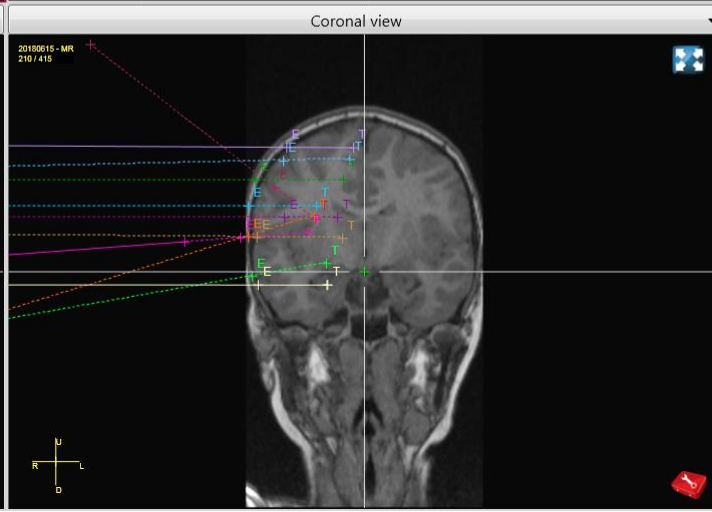 Coronal view
20180615 - MR
210 / 415
E T
E T
E
E
E T T
E T
E E E T
T
E
E T
U
R L
D